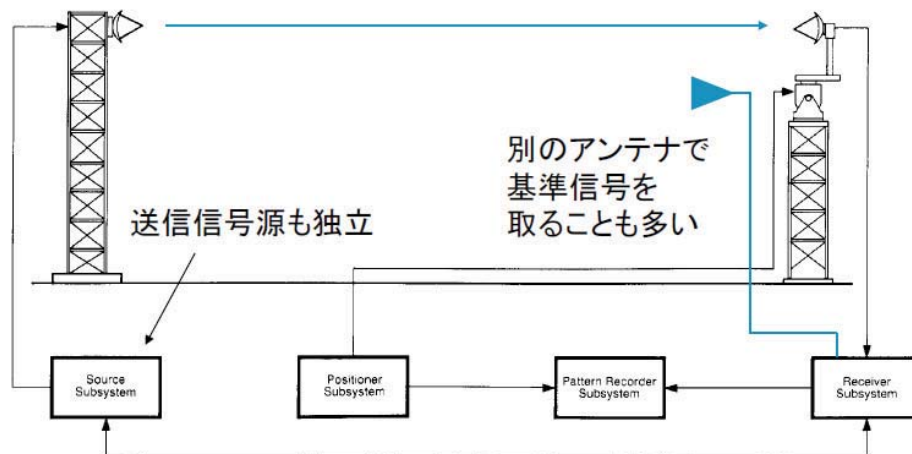 別のアンテナで
基準信号を
取ることも多い
送信信号源も独立
Source
Subsystem
Positioner
Subsystem
Pattern Recorder
Subsystem
Receiver
Subsystem